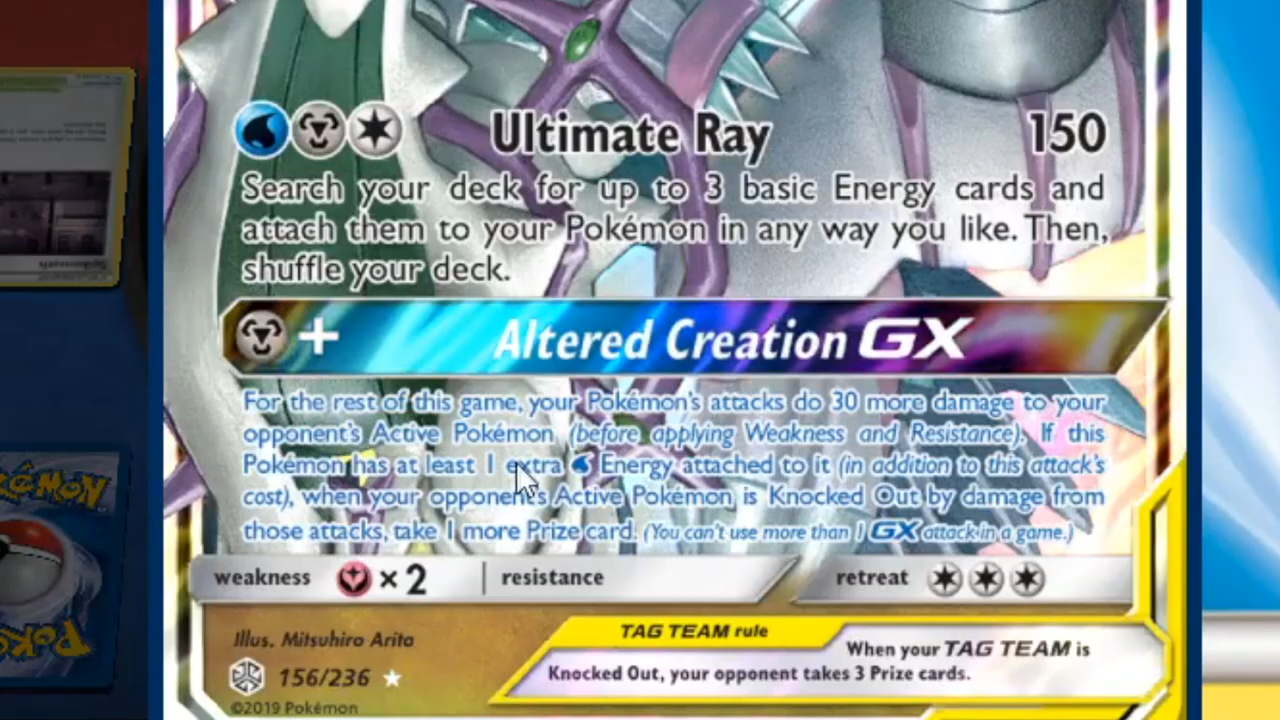 Ultimate Ray 150
Search your deck for up to 3 basic Energy cards and
attach them to your Pokémon in any way you like. Then,
shuffle your deck.
+ Altered Creation GX
For the rest of this game, your Pokémon's attacks do 30 more damage to your
opponent's Active Pokémon (before applying Weakness and Resistance). If this
Pokémon has at least 1 extra Energy attached to it (in addition to this attack's
cost), when your opponent's Active Pokémon is Knocked Out by damage from
those attacks, take 1 more Prize card. (You can't use more than 1 GX attack in a game.)
weakness ×2 resistance retreat
Illus. Mitsuhiro Arita
156/236
©2019 Pokémon
TAG TEAM rule
When your TAG TEAM is
Knocked Out, your opponent takes 3 Prize cards.